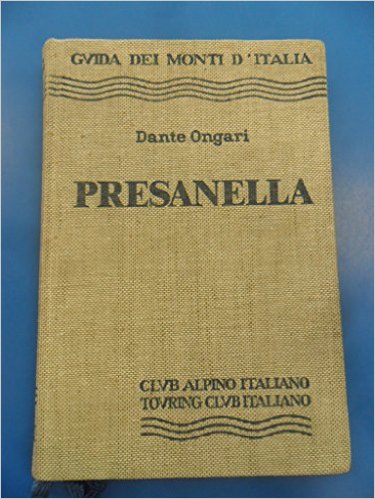 GVIDA DEI MONTI D'ITALIA
Dante Ongari
PRESANELLA
CLVB ALPINO ITALIANO
TOVRING CLVB ITALIANO